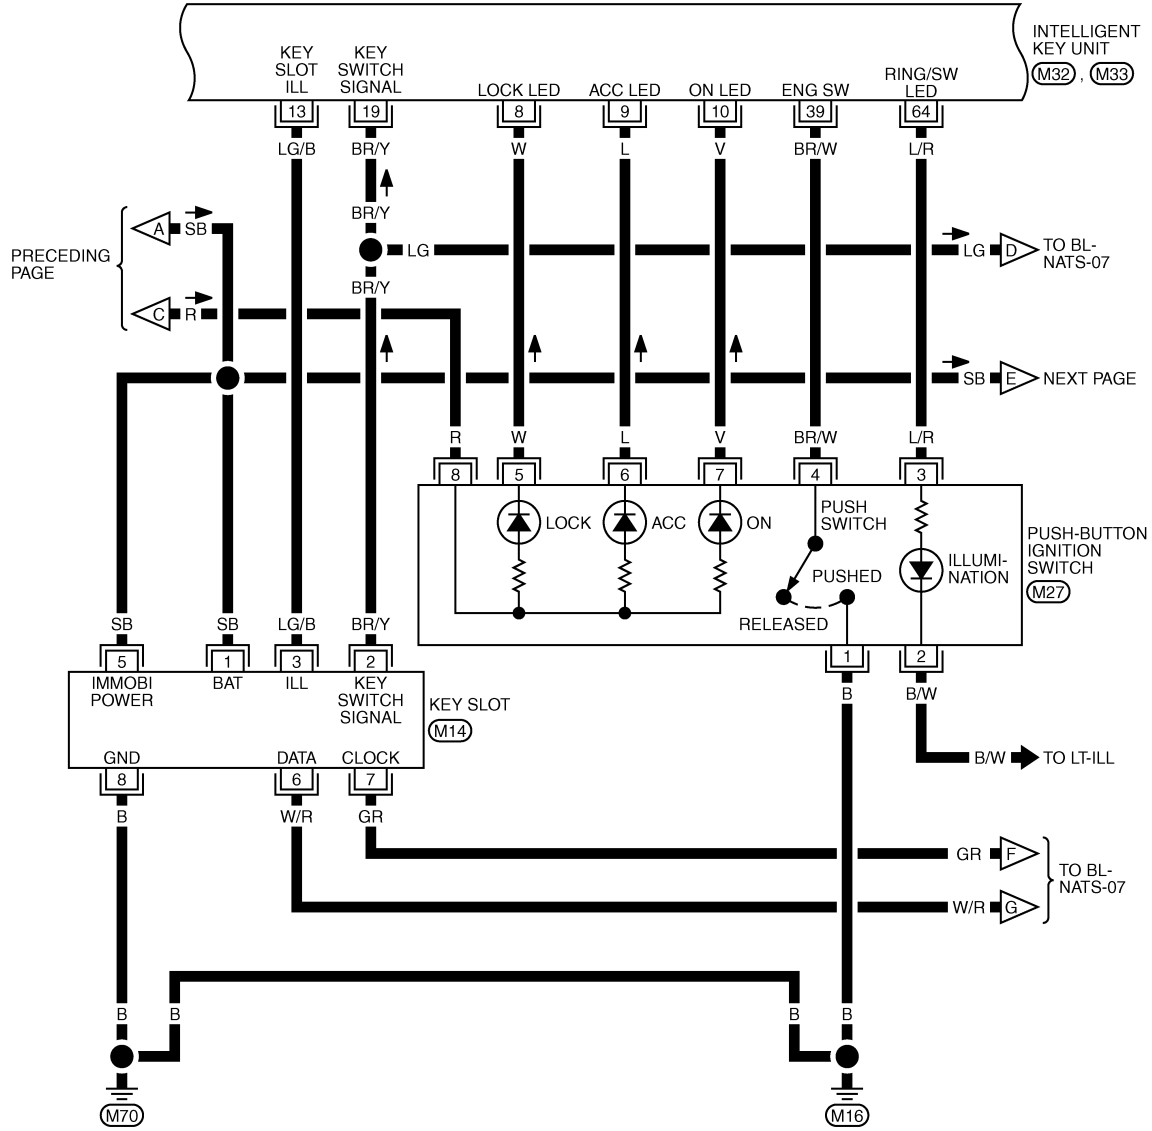 INTELLIGENT
KEY UNIT
M32 , M33
KEY
SLOT
ILL
KEY
SWITCH
SIGNAL
LOCK LED
ACC LED
ON LED
ENG SW
RING/SW
LED
13
19
8
9
10
39
64
LG/B
BR/Y
W
L
V
BR/W
L/R
BR/Y
A
SB
LG
LG
D
TO BL-
NATS-07
PRECEDING
PAGE
BR/Y
C
R
SB
E
NEXT PAGE
R
W
L
V
BR/W
L/R
8
5
6
7
4
3
LOCK
ACC
ON
PUSH
SWITCH
PUSHED
RELEASED
ILLUMI-
NATION
PUSH-BUTTON
IGNITION
SWITCH
M27
SB
SB
LG/B
BR/Y
5
1
3
2
1
2
IMMOBI
POWER
BAT
ILL
KEY
SWITCH
SIGNAL
KEY SLOT
M14
B
B/W
GND
DATA
CLOCK
B/W
TO LT-ILL
8
6
7
B
W/R
GR
GR
F
W/R
G
TO BL-
NATS-07
B
B
B
B
M70
M16